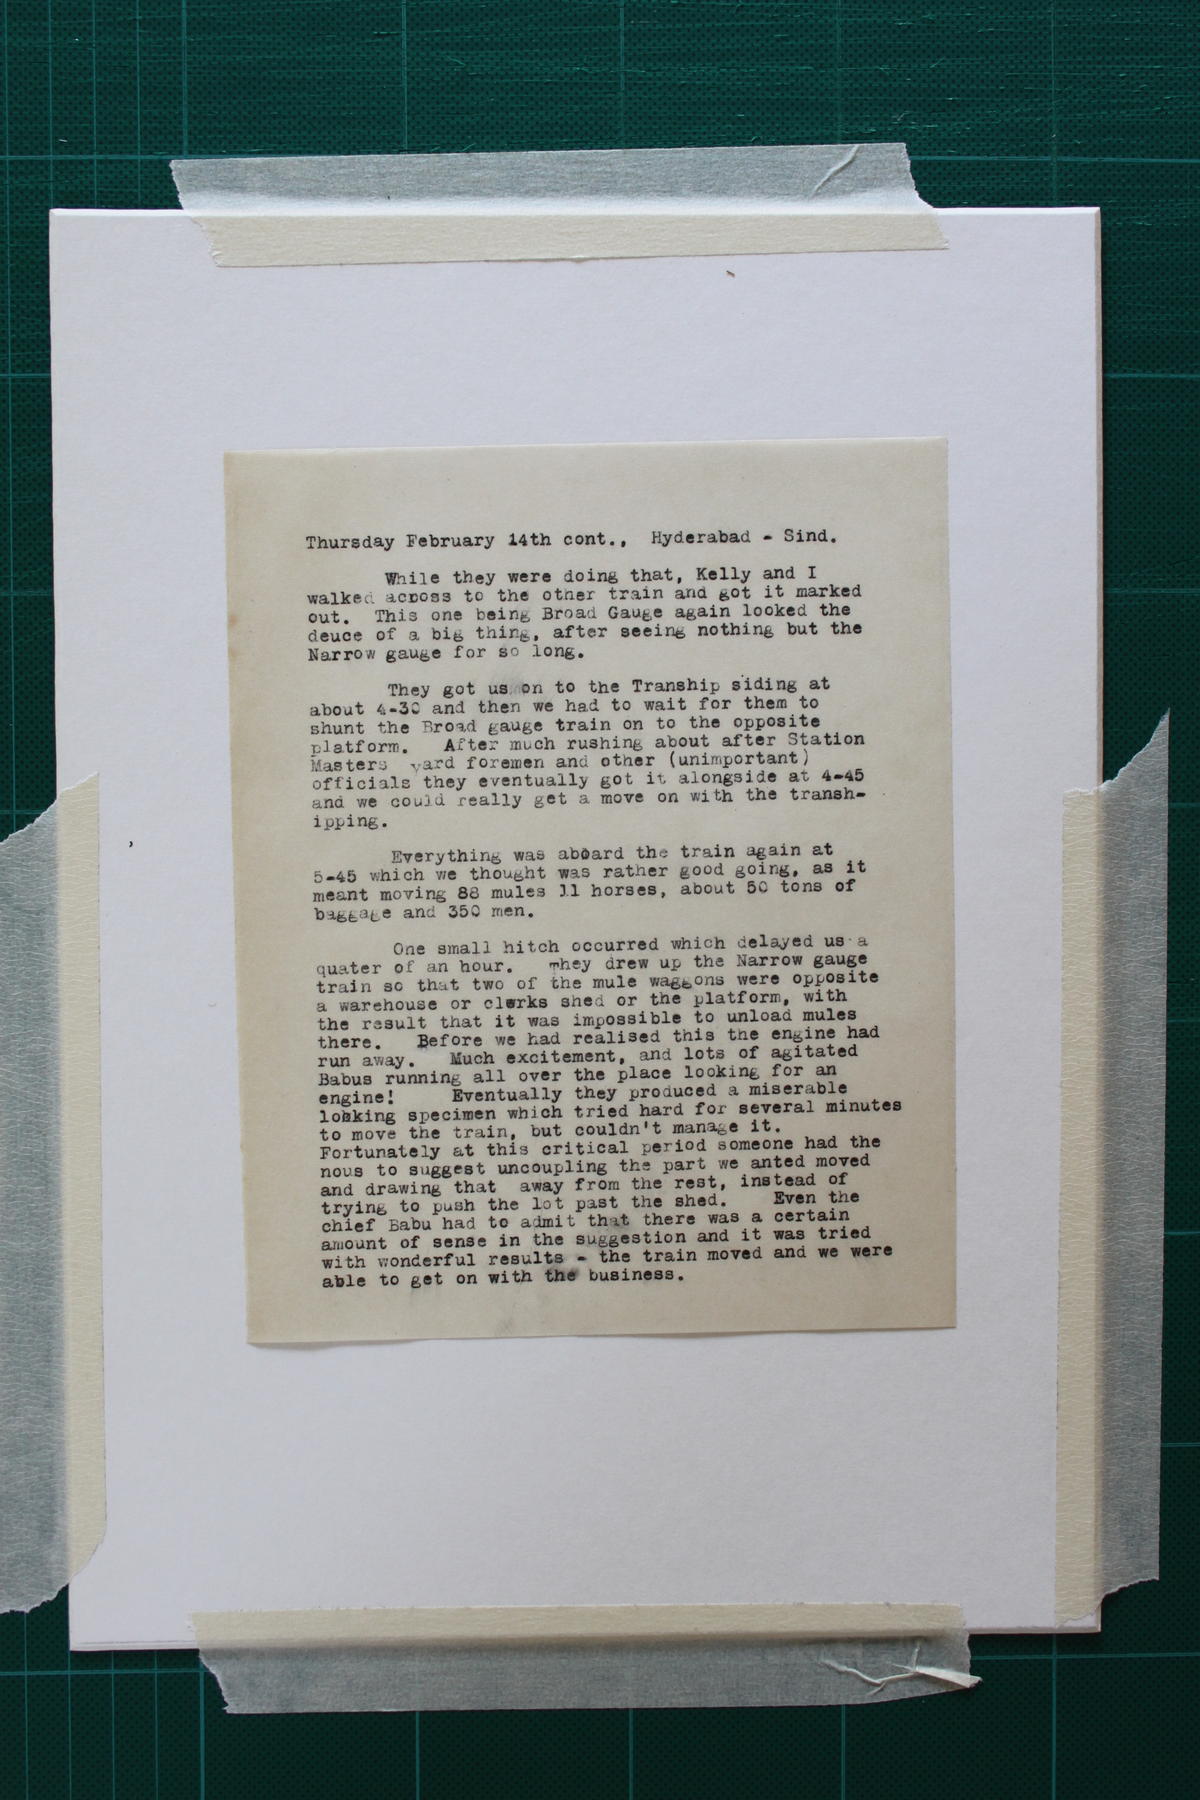 Thursday February 14th cont.,  Hyderabad - Sind.
While they were doing that, Kelly and I
walked across to the other train and got it marked
out.  This one being Broad Gauge again looked the
deuce of a big thing, after seeing nothing but the
Narrow gauge for so long.
They got us on to the Tranship siding at
about 4-30 and then we had to wait for them to
shunt the Broad gauge train on to the opposite
platform.   After much rushing about after Station
Masters  yard foremen and other (unimportant)
officials they eventually got it alongside at 4-45
and we could really get a move on with the transh-
ipping.
Everything was aboard the train again at
5-45 which we thought was rather good going, as it
meant moving 88 mules 11 horses, about 50 tons of
baggage and 350 men.
One small hitch occurred which delayed us a
quater of an hour.   They drew up the Narrow gauge
train so that two of the mule waggons were opposite
a warehouse or clerks shed or the platform, with
the result that it was impossible to unload mules
there.   Before we had realised this the engine had
run away.   Much excitement, and lots of agitated
Babus running all over the place looking for an
engine!     Eventually they produced a miserable
looking specimen which tried hard for several minutes
to move the train, but couldn't manage it.
Fortunately at this critical period someone had the
nous to suggest uncoupling the part we anted moved
and drawing that  away from the rest, instead of
trying to push the lot past the shed.    Even the
chief Babu had to admit that there was a certain
amount of sense in the suggestion and it was tried
with wonderful results - the train moved and we were
able to get on with the business.